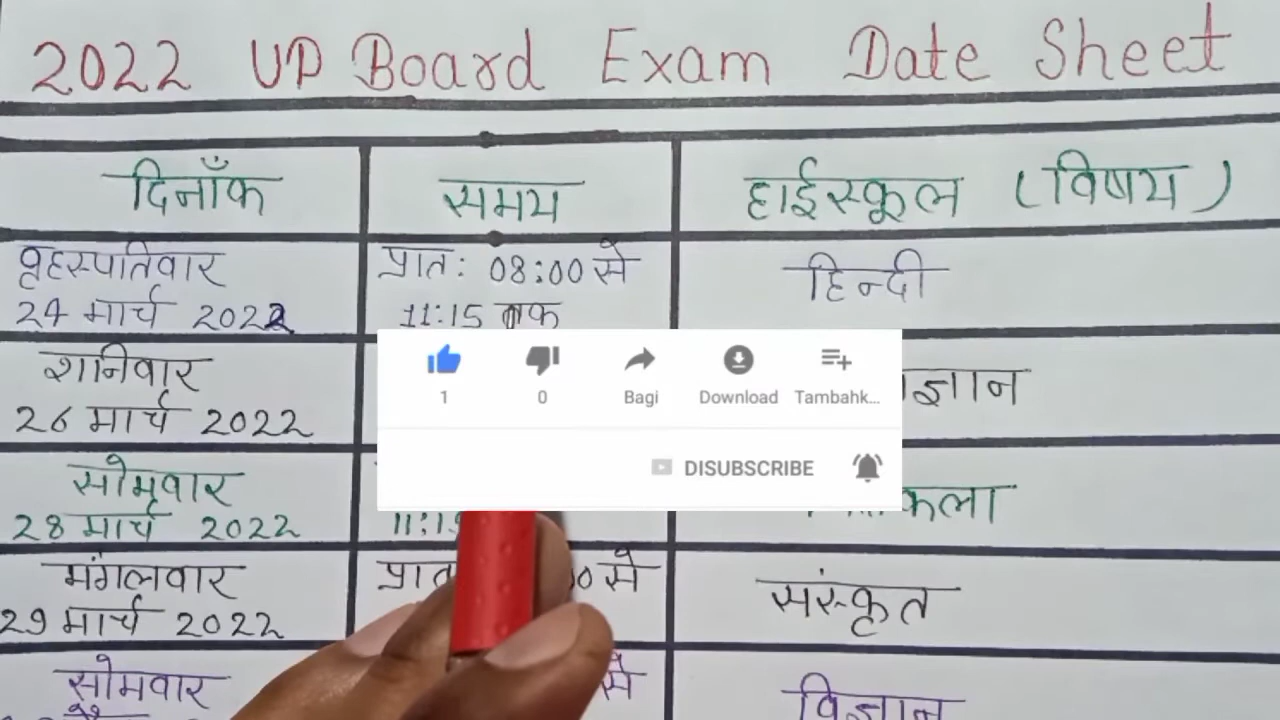 2022 UP Board Exam Date Sheet
दिनाँक समय हाईस्कूल (विषय)
वृहस्पतिवार प्रातः 08:00 से हिन्दी
24 मार्च 2022 11:15 तक
शनिवार
26 मार्च 2022
1 0 Bagi Download Tambahk...
DISUBSCRIBE
सोमवार
28 मार्च 2022
मंगलवार से संस्कृत
29 मार्च 2022
सोमवार से विज्ञान